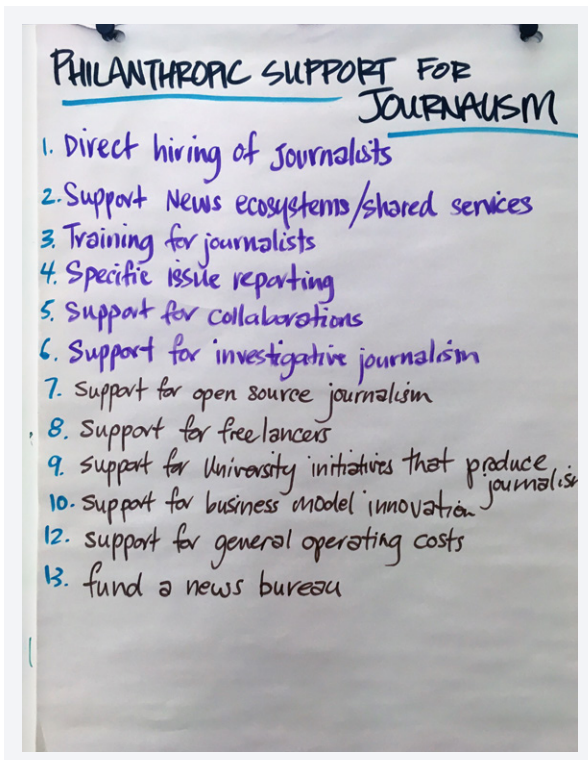 PHILANTHROPIC SUPPORT FOR
JOURNALISM
1. Direct hiring of Journalists
2. Support News ecosystems/shared services
3. Training for journalists
4. Specific issue reporting
5. Support for collaborations
6. Support for investigative journalism
7. Support for open source journalism
8. Support for freelancers
9. Support for University initiatives that produce
journalism
10. Support for business model innovation
12. Support for general operating costs
13. fund a news bureau